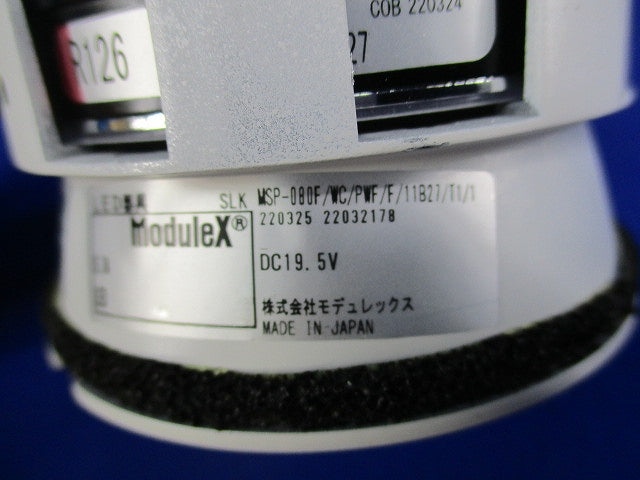 COB 220324
R126
27
LED器具 SLK MSP-080F/WC/PWF/F/11B27/T1/1
ModuleX®
220325 22032178
DC19.5V
株式会社モデュレックス
MADE IN JAPAN